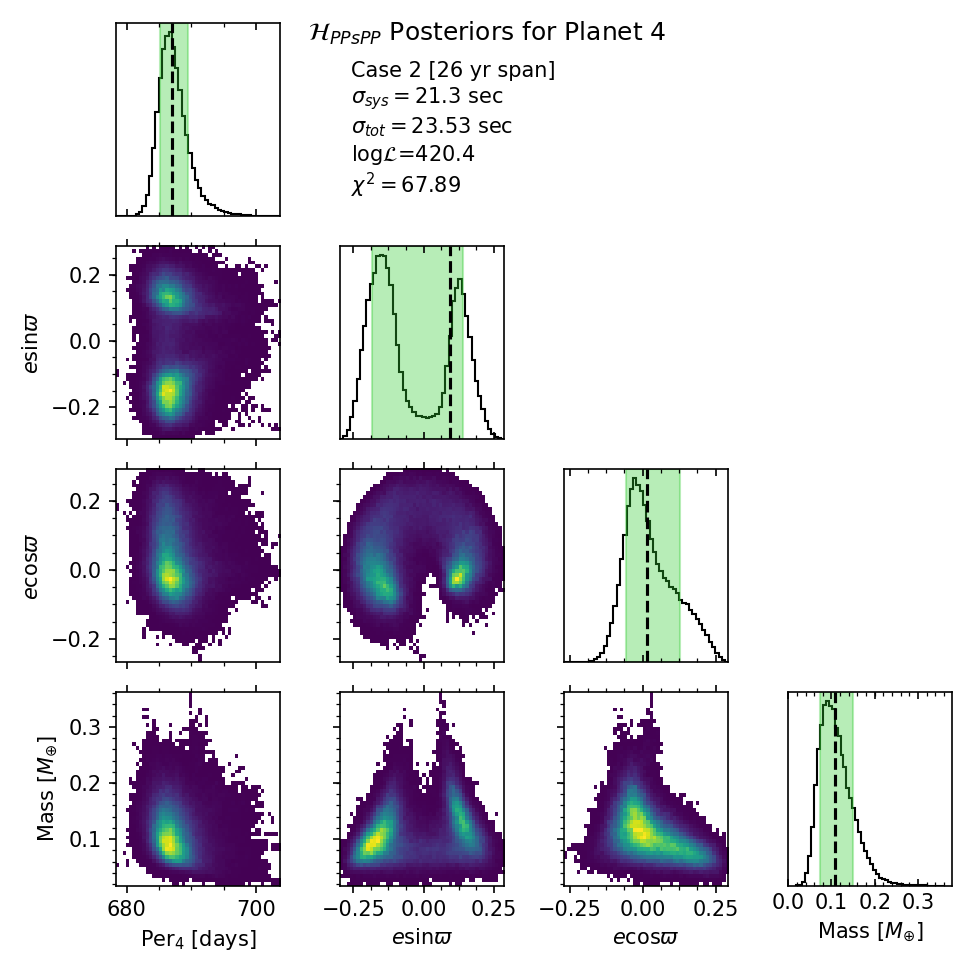 ℋ_PPsPP Posteriors for Planet 4
Case 2 [26 yr span]
σ_sys = 21.3 sec
σ_tot = 23.53 sec
logℒ=420.4
χ² = 67.89
esinϖ
0.2
0.0
−0.2
ecosϖ
0.2
0.0
−0.2
Mass [M⊕]
0.3
0.2
0.1
680 700
Per₄ [days]
−0.25 0.00 0.25
esinϖ
−0.25 0.00 0.25
ecosϖ
0.0 0.1 0.2 0.3
Mass [M⊕]